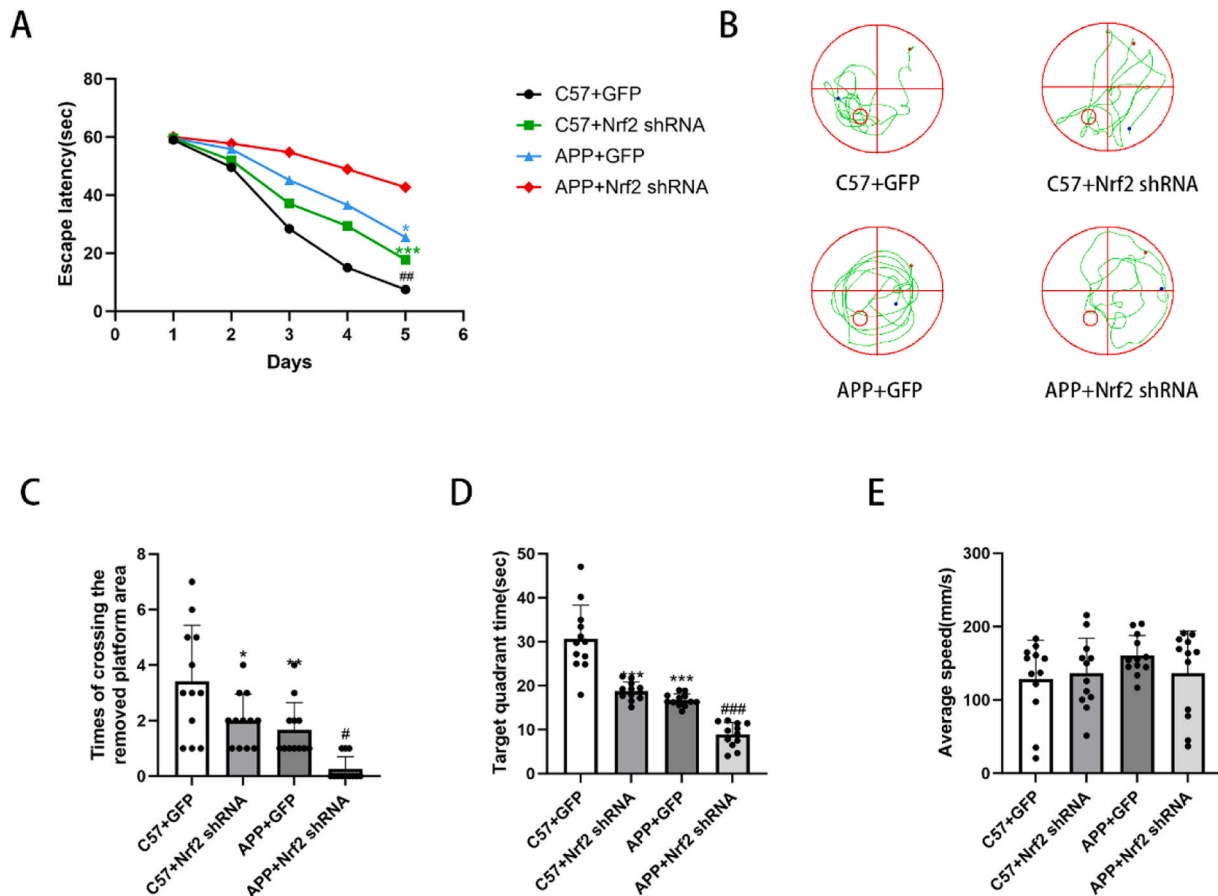 A
80
60
40
20
0
Escape latency(sec)
0 1 2 3 4 5 6
Days
*
***
##
C57+GFP
C57+Nrf2 shRNA
APP+GFP
APP+Nrf2 shRNA
B
C57+GFP
C57+Nrf2 shRNA
APP+GFP
APP+Nrf2 shRNA
C
8
6
4
2
0
Times of crossing the
removed platform area
*
**
#
C57+GFP
C57+Nrf2 shRNA
APP+GFP
APP+Nrf2 shRNA
D
50
40
30
20
10
0
Target quadrant time(sec)
***
***
###
C57+GFP
C57+Nrf2 shRNA
APP+GFP
APP+Nrf2 shRNA
E
300
200
100
0
Average speed(mm/s)
C57+GFP
C57+Nrf2 shRNA
APP+GFP
APP+Nrf2 shRNA